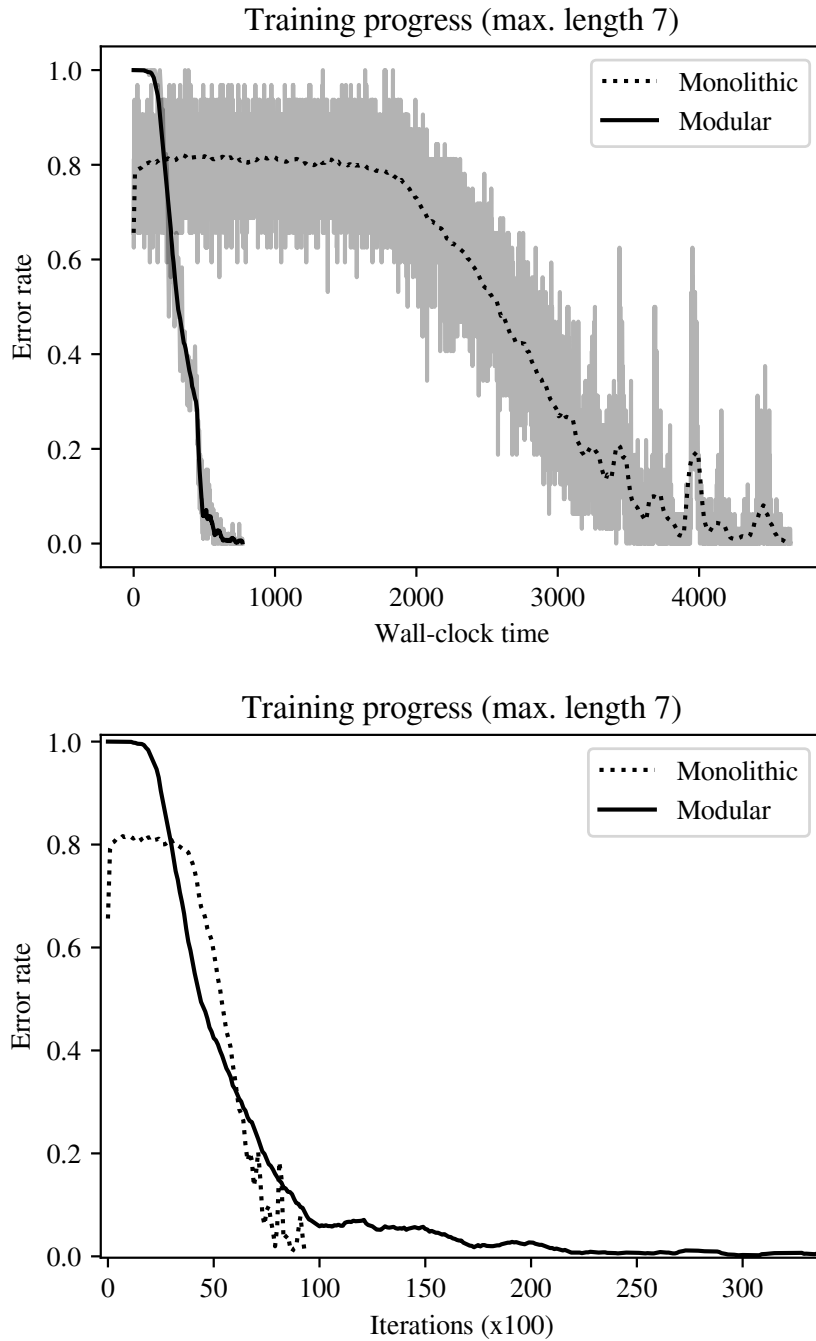 Training progress (max. length 7)
1.0
0.8
0.6
0.4
0.2
0.0
Error rate
Monolithic
Modular
0 1000 2000 3000 4000
Wall-clock time
Training progress (max. length 7)
1.0
0.8
0.6
0.4
0.2
0.0
Error rate
Monolithic
Modular
0 50 100 150 200 250 300
Iterations (x100)